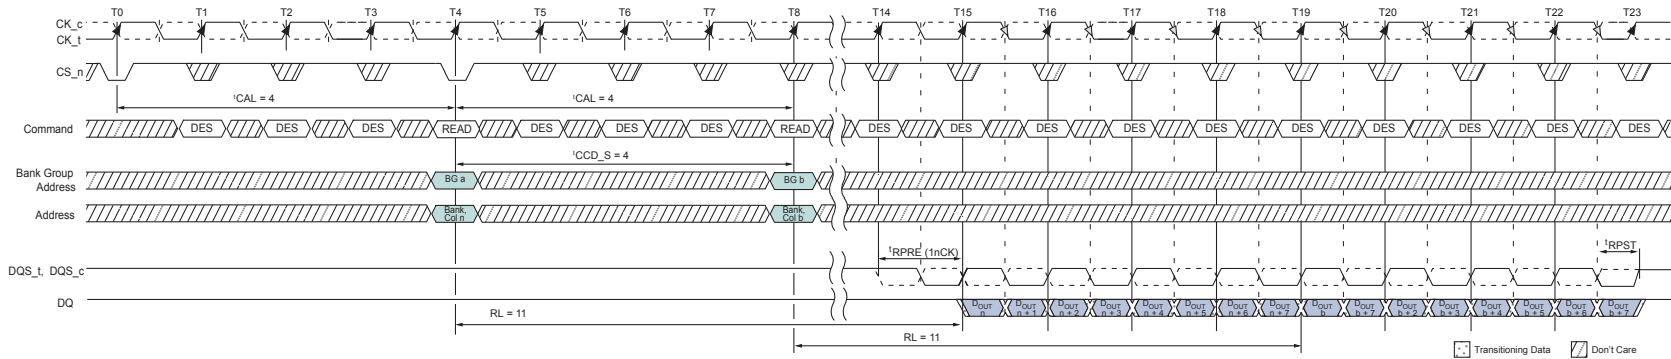 T0 T1 T2 T3 T4 T5 T6 T7 T8 T14 T15 T16 T17 T18 T19 T20 T21 T22 T23
CK_c
CK_t
CS_n
tCAL = 4 tCAL = 4
Command DES DES DES READ DES DES DES READ DES DES DES DES DES DES DES DES DES DES
tCCD_S = 4
Bank Group
Address
BG a BG b
Address
Bank, Col n Bank, Col b
tRPRE (1nCK) tRPST
DQS_t, DQS_c
DQ
DOUT n DOUT n + 1 DOUT n + 2 DOUT n + 3 DOUT n + 4 DOUT n + 5 DOUT n + 6 DOUT n + 7 DOUT b DOUT b + 7 DOUT b + 2 DOUT b + 3 DOUT b + 4 DOUT b + 5 DOUT b + 6 DOUT b + 7
RL = 11
RL = 11
Transitioning Data Don't Care